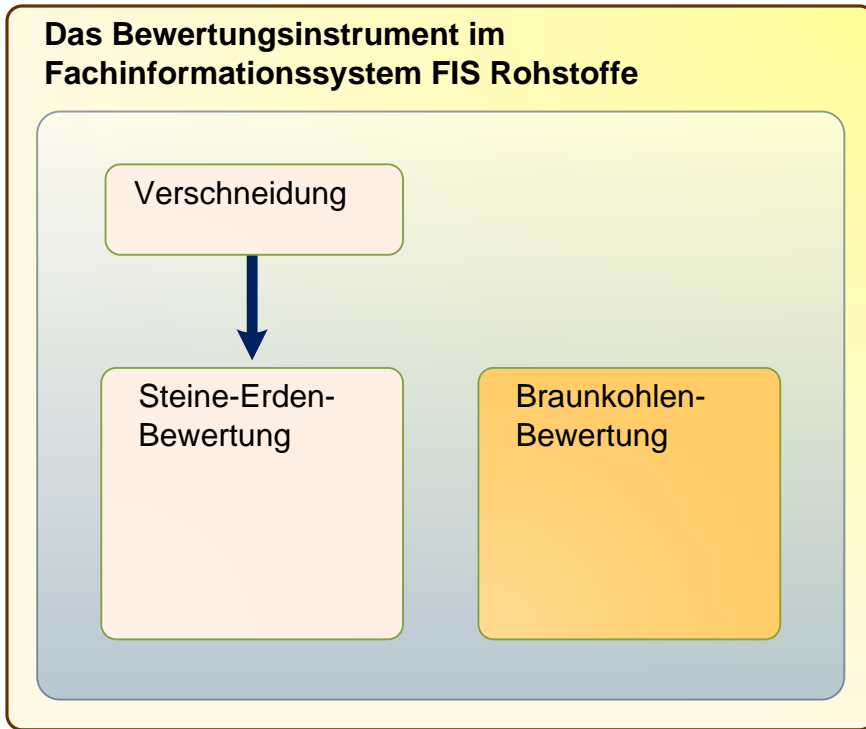 Das Bewertungsinstrument im
Fachinformationssystem FIS Rohstoffe
Verschneidung
Steine-Erden-
Bewertung
Braunkohlen-
Bewertung